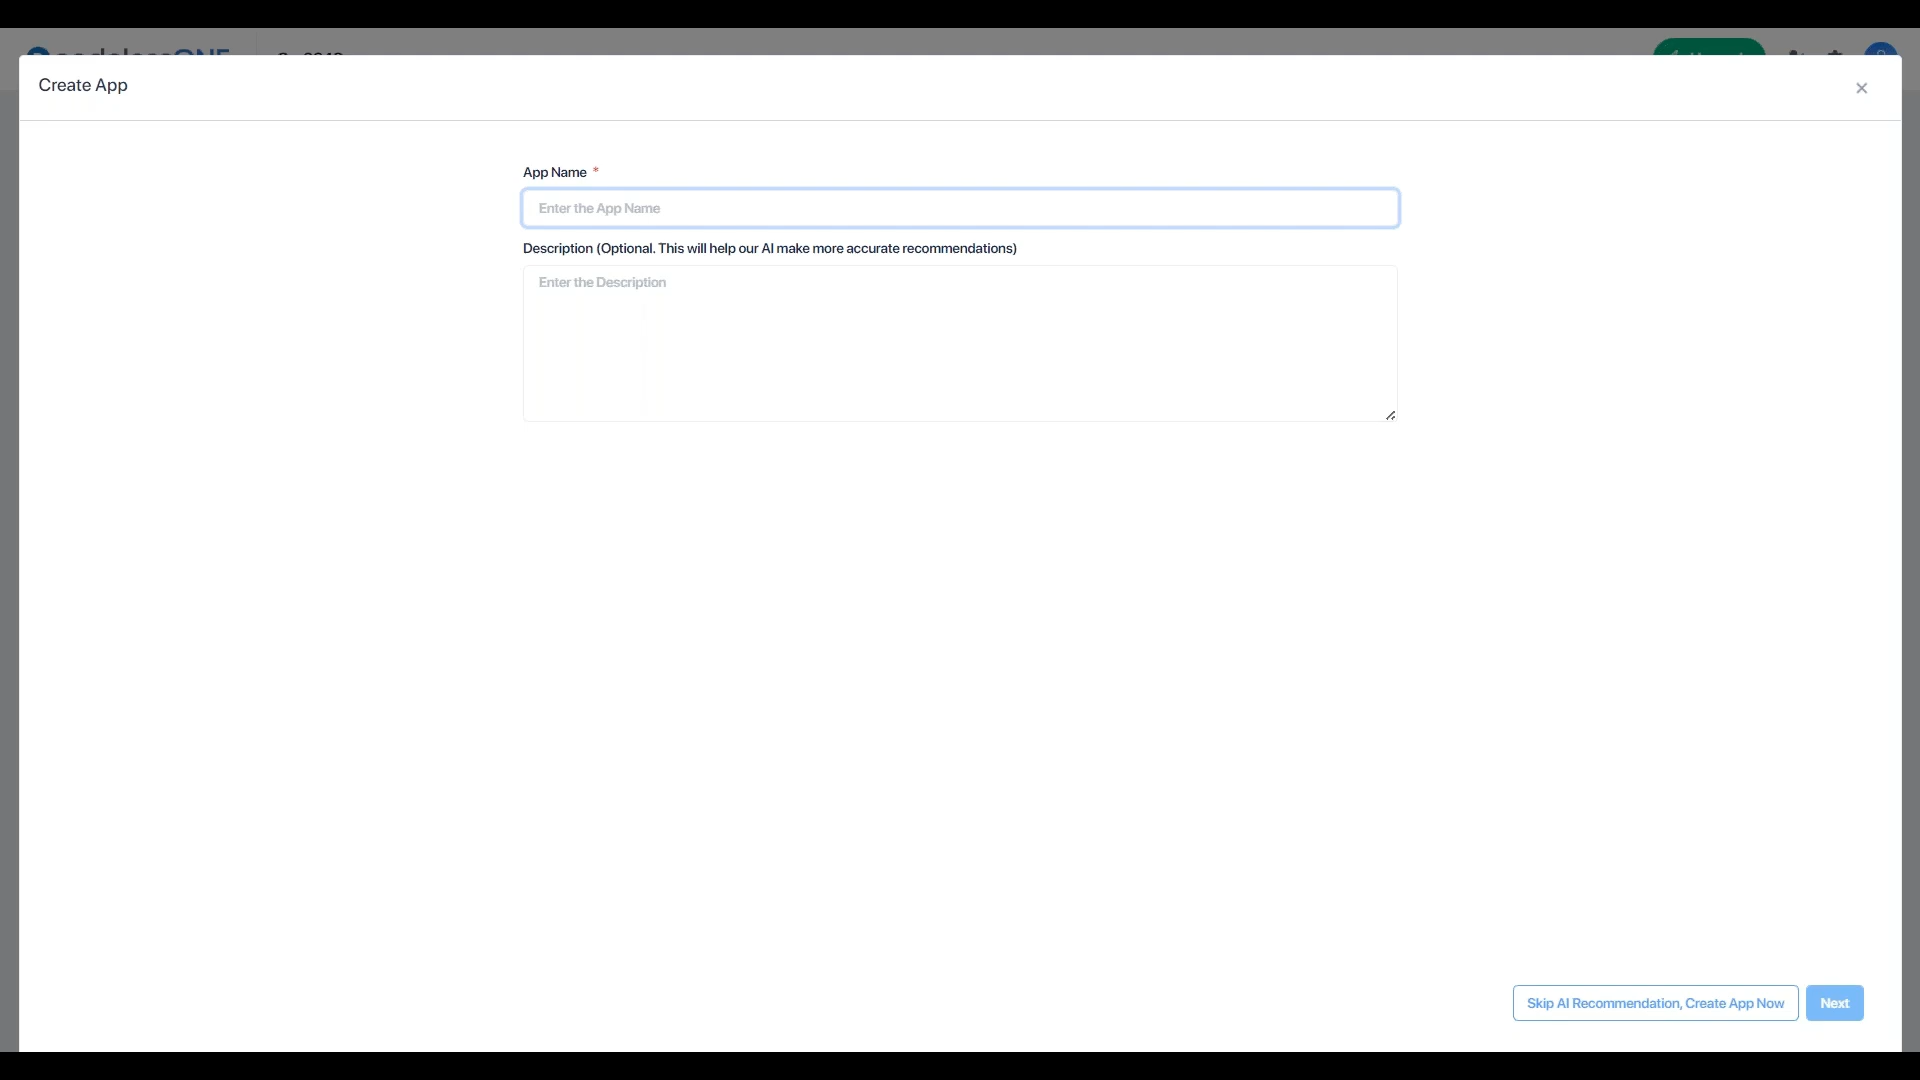 Create App
×
App Name *
Enter the App Name
Description (Optional. This will help our AI make more accurate recommendations)
Enter the Description
Skip AI Recommendation, Create App Now
Next